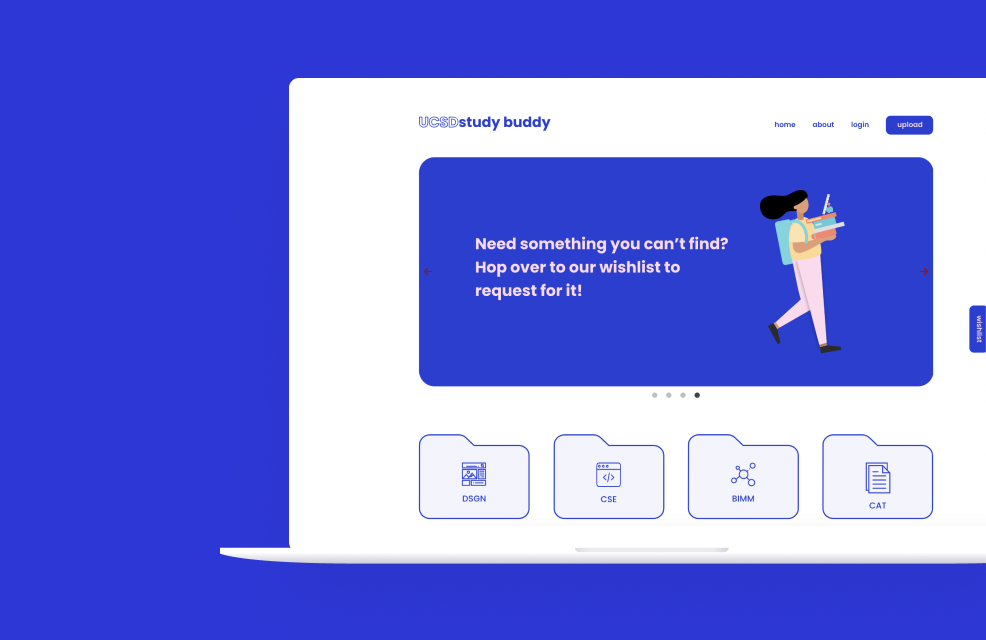 UCSDstudy buddy
home about login upload
Need something you can’t find?
Hop over to our wishlist to
request for it!
wishlist
DSGN CSE BIMM CAT